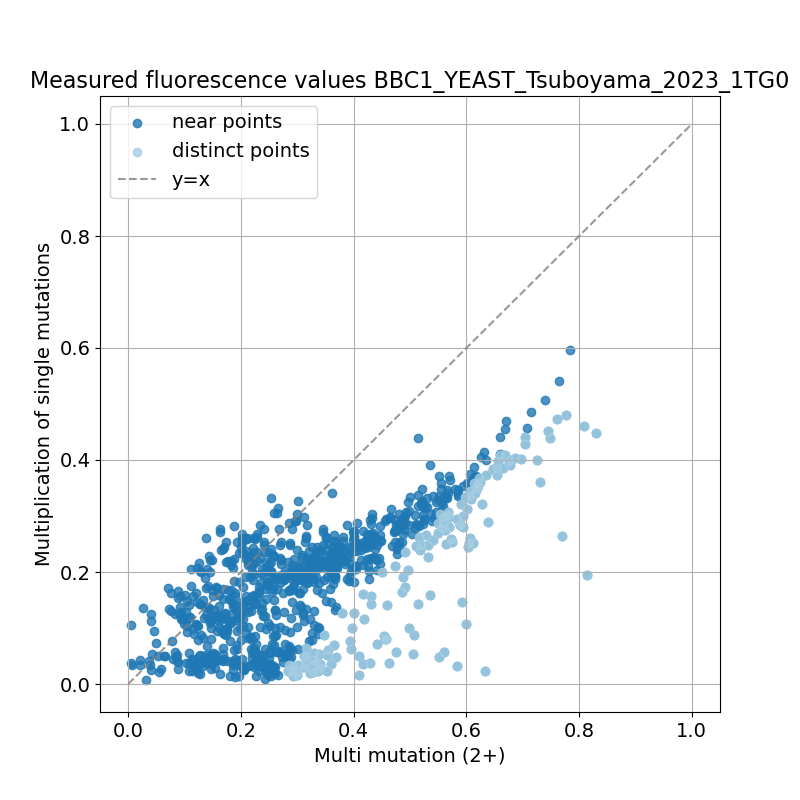 Measured fluorescence values BBC1_YEAST_Tsuboyama_2023_1TG0
near points
distinct points
y=x
1.0
0.8
0.6
0.4
0.2
0.0
Multiplication of single mutations
0.0 0.2 0.4 0.6 0.8 1.0
Multi mutation (2+)